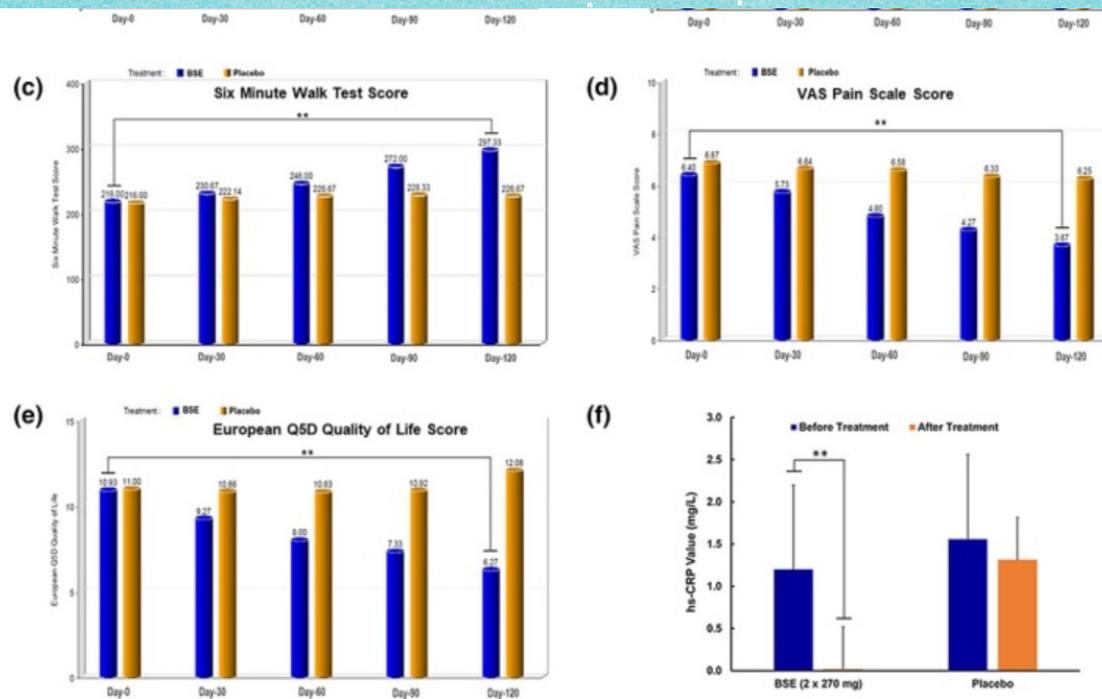 Day-0 Day-30 Day-60 Day-90 Day-120
Day-0 Day-30 Day-60 Day-90 Day-120
(c)
Treatment: BSE Placebo
Six Minute Walk Test Score
Six Minute Walk Test Score
400
300
200
100
0
**
218.00 216.00
230.67 222.14
246.00 226.67
272.00 228.33
297.33 226.67
Day-0 Day-30 Day-60 Day-90 Day-120
(d)
Treatment: BSE Placebo
VAS Pain Scale Score
VAS Pain Scale Score
10
8
6
4
2
0
**
6.40 6.87
5.73 6.64
4.80 6.58
4.27 6.33
3.67 6.25
Day-0 Day-30 Day-60 Day-90 Day-120
(e)
Treatment: BSE Placebo
European Q5D Quality of Life Score
European Q5D Quality of Life
15
10
5
0
**
10.93 11.00
9.27 10.86
8.00 10.83
7.33 10.92
6.27 12.08
Day-0 Day-30 Day-60 Day-90 Day-120
(f)
Before Treatment After Treatment
hs-CRP Value (mg/L)
3.0
2.5
2.0
1.5
1.0
0.5
0.0
**
BSE (2 x 270 mg) Placebo